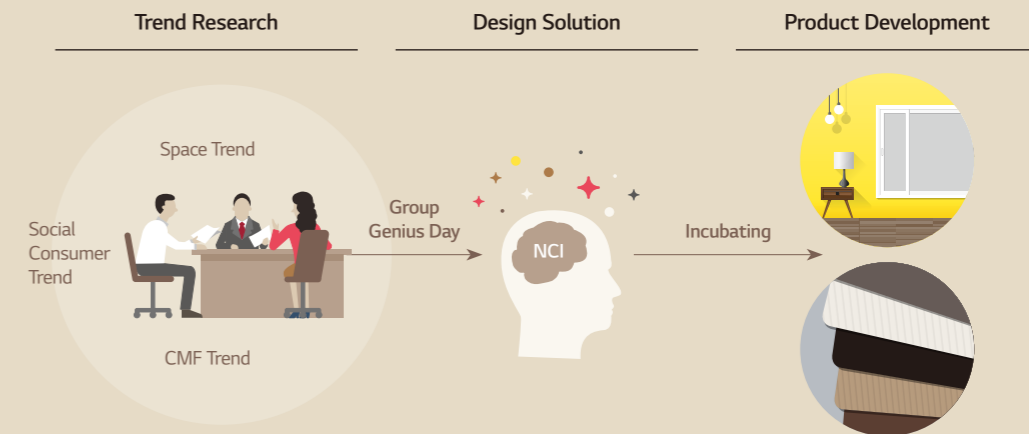 Trend Research
Design Solution
Product Development
Space Trend
Social
Consumer
Trend
CMF Trend
Group
Genius Day
NCI
Incubating